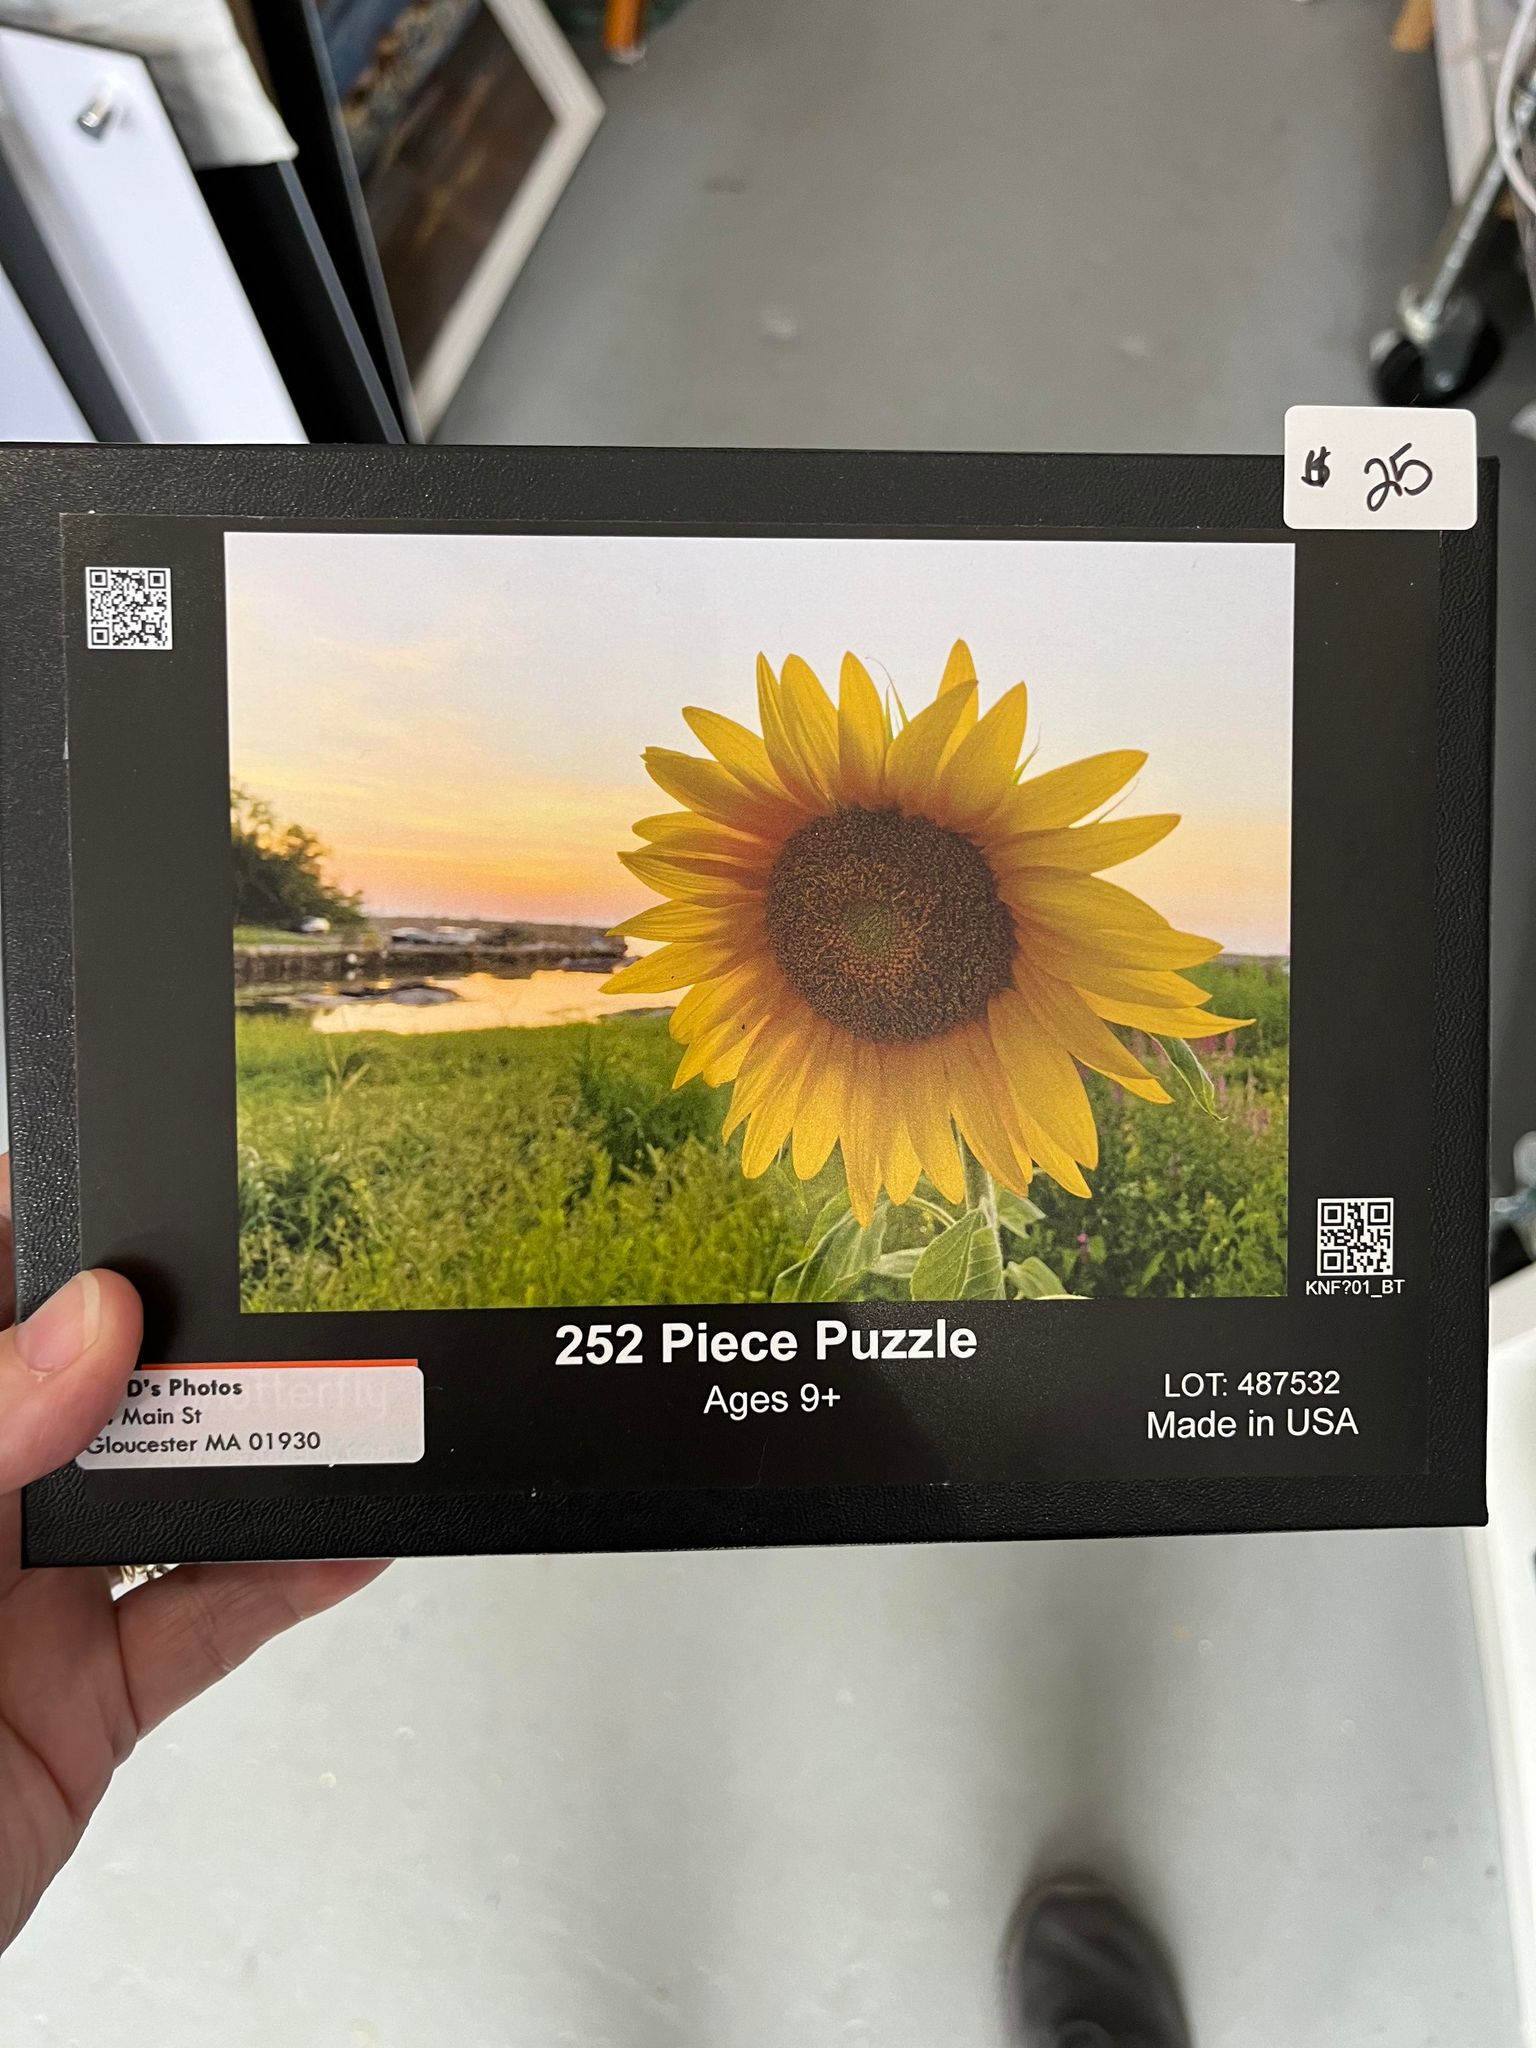 $ 25
KNF?01_BT
252 Piece Puzzle
Ages 9+
LOT: 487532
Made in USA
D's Photos
Main St
Gloucester MA 01930